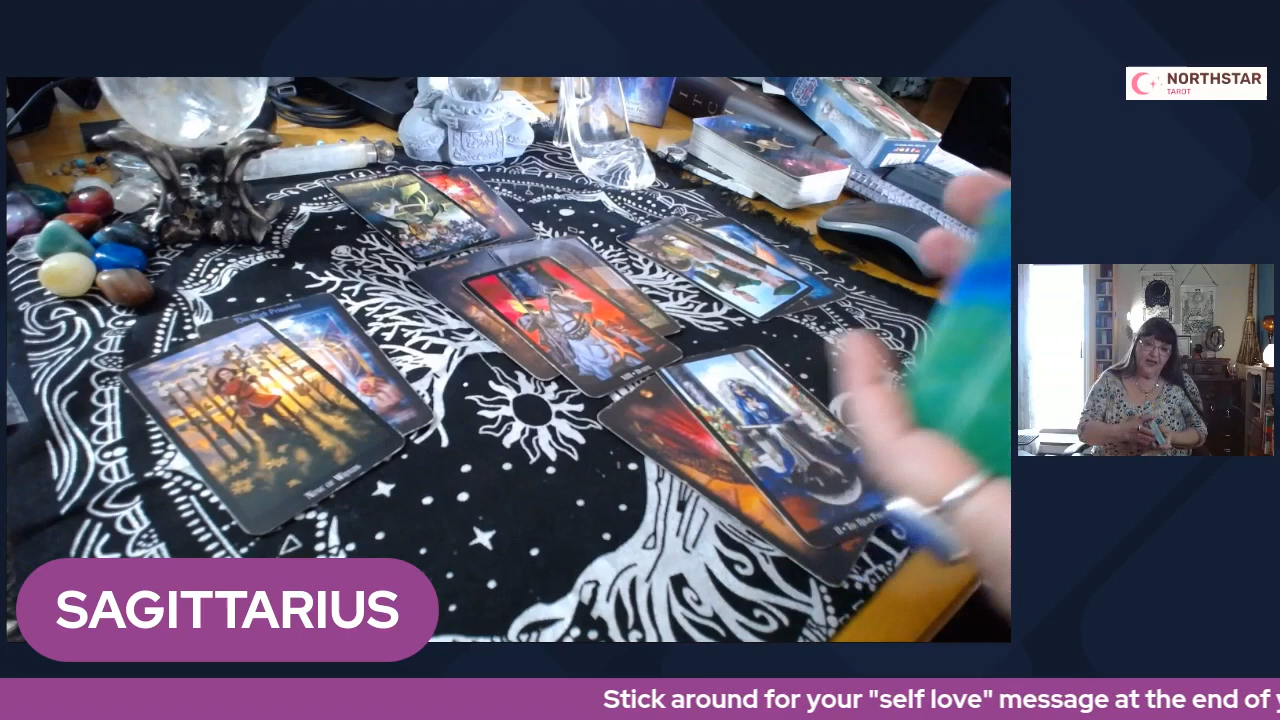 NORTHSTAR
TAROT
SAGITTARIUS
Stick around for your "self love" message at the end of y